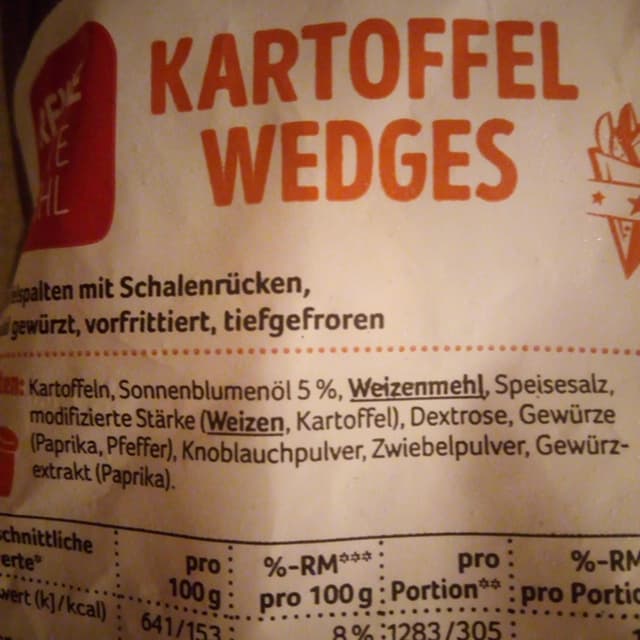 KARTOFFEL
WEDGES
mit Schalenrücken,
gewürzt, vorfrittiert, tiefgefroren
Kartoffeln, Sonnenblumenöl 5 %, Weizenmehl, Speisesalz,
modifizierte Stärke (Weizen, Kartoffel), Dextrose, Gewürze
(Paprika, Pfeffer), Knoblauchpulver, Zwiebelpulver, Gewürz-
extrakt (Paprika).
pro %-RM*** pro %-RM
100 g pro 100 g Portion** pro
(kJ/kcal) 641/153 8 % 1283/305